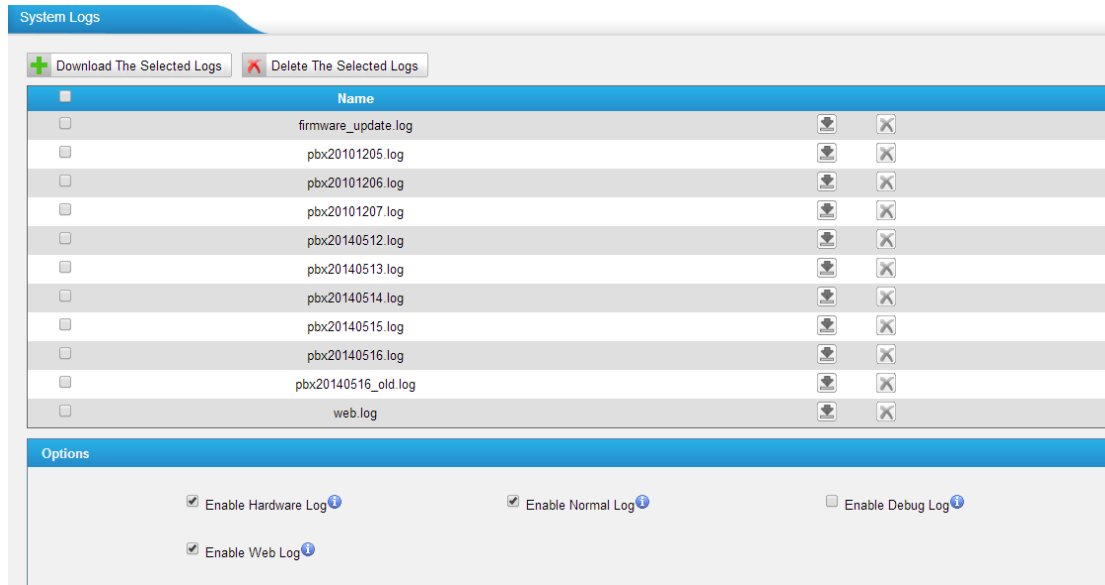 System Logs
Download The Selected Logs Delete The Selected Logs
Name
firmware_update.log
pbx20101205.log
pbx20101206.log
pbx20101207.log
pbx20140512.log
pbx20140513.log
pbx20140514.log
pbx20140515.log
pbx20140516.log
pbx20140516_old.log
web.log
Options
Enable Hardware Log Enable Normal Log Enable Debug Log
Enable Web Log